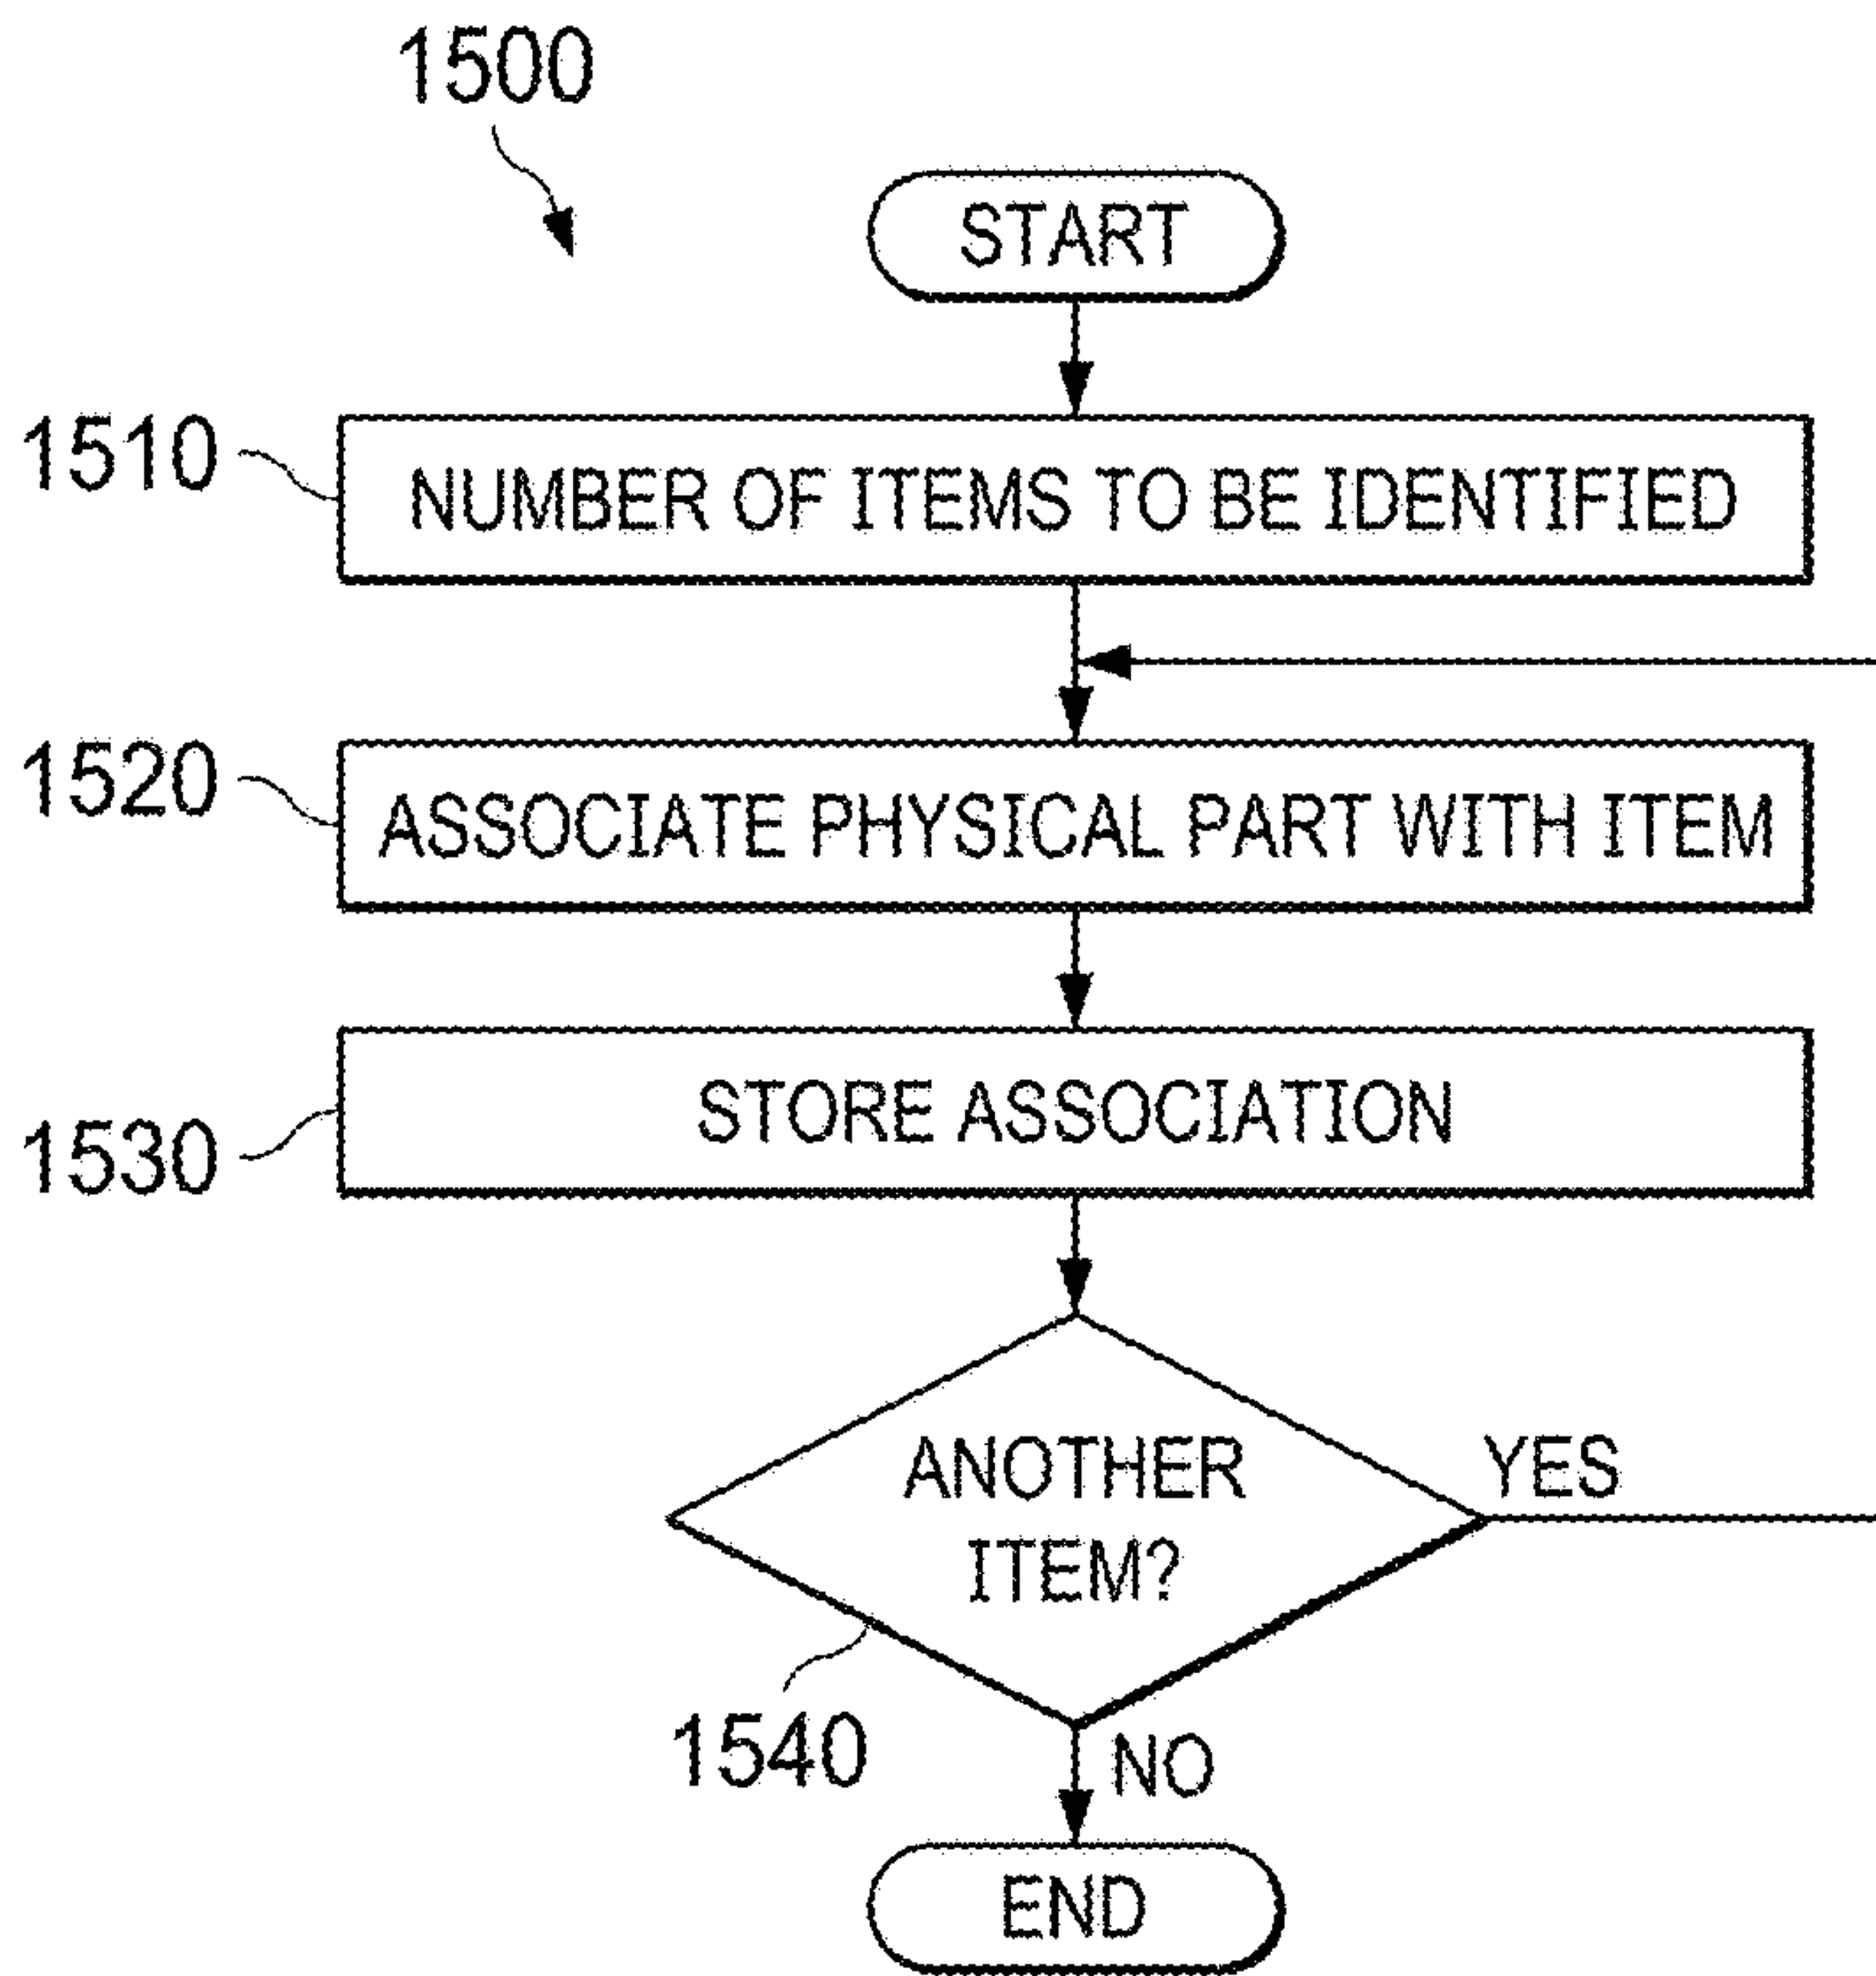 1500
START
1510
NUMBER OF ITEMS TO BE IDENTIFIED
1520
ASSOCIATE PHYSICAL PART WITH ITEM
STORE ASSOCIATION
1530
ANOTHER
ITEM?
YES
1540
NO
END